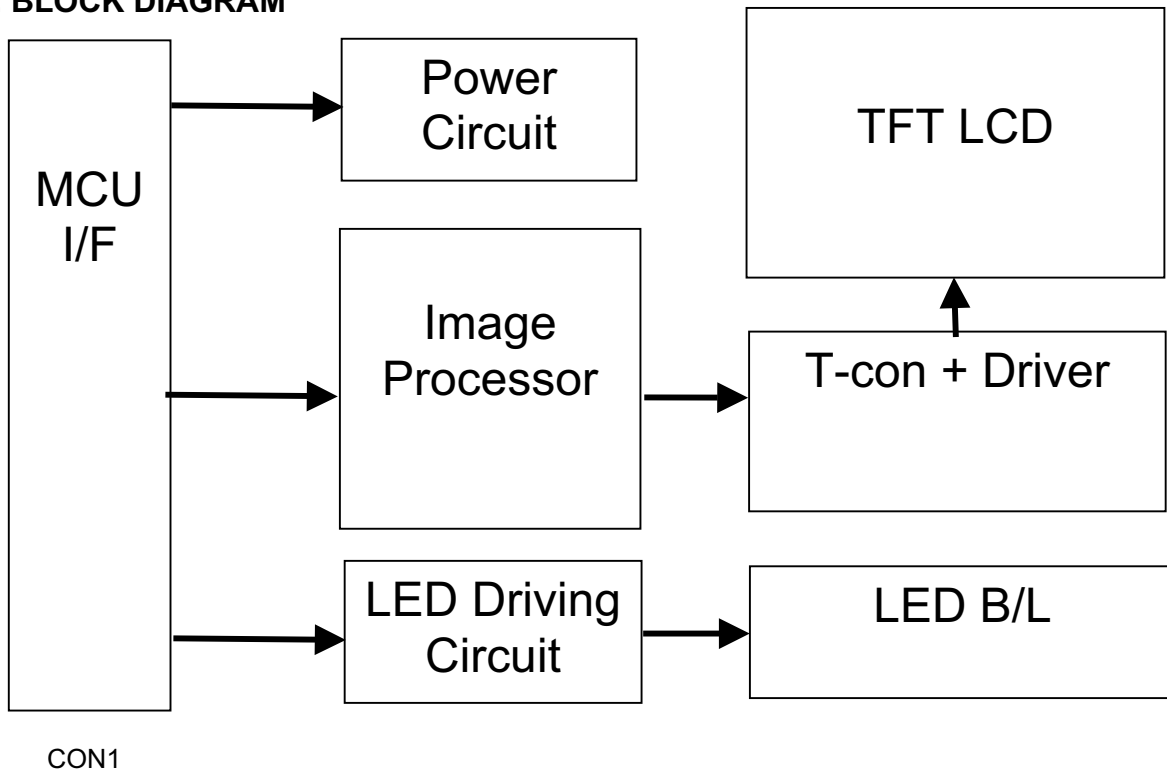 BLOCK DIAGRAM
MCU
I/F
Power
Circuit
TFT LCD
Image
Processor
T-con + Driver
LED Driving
Circuit
LED B/L
CON1